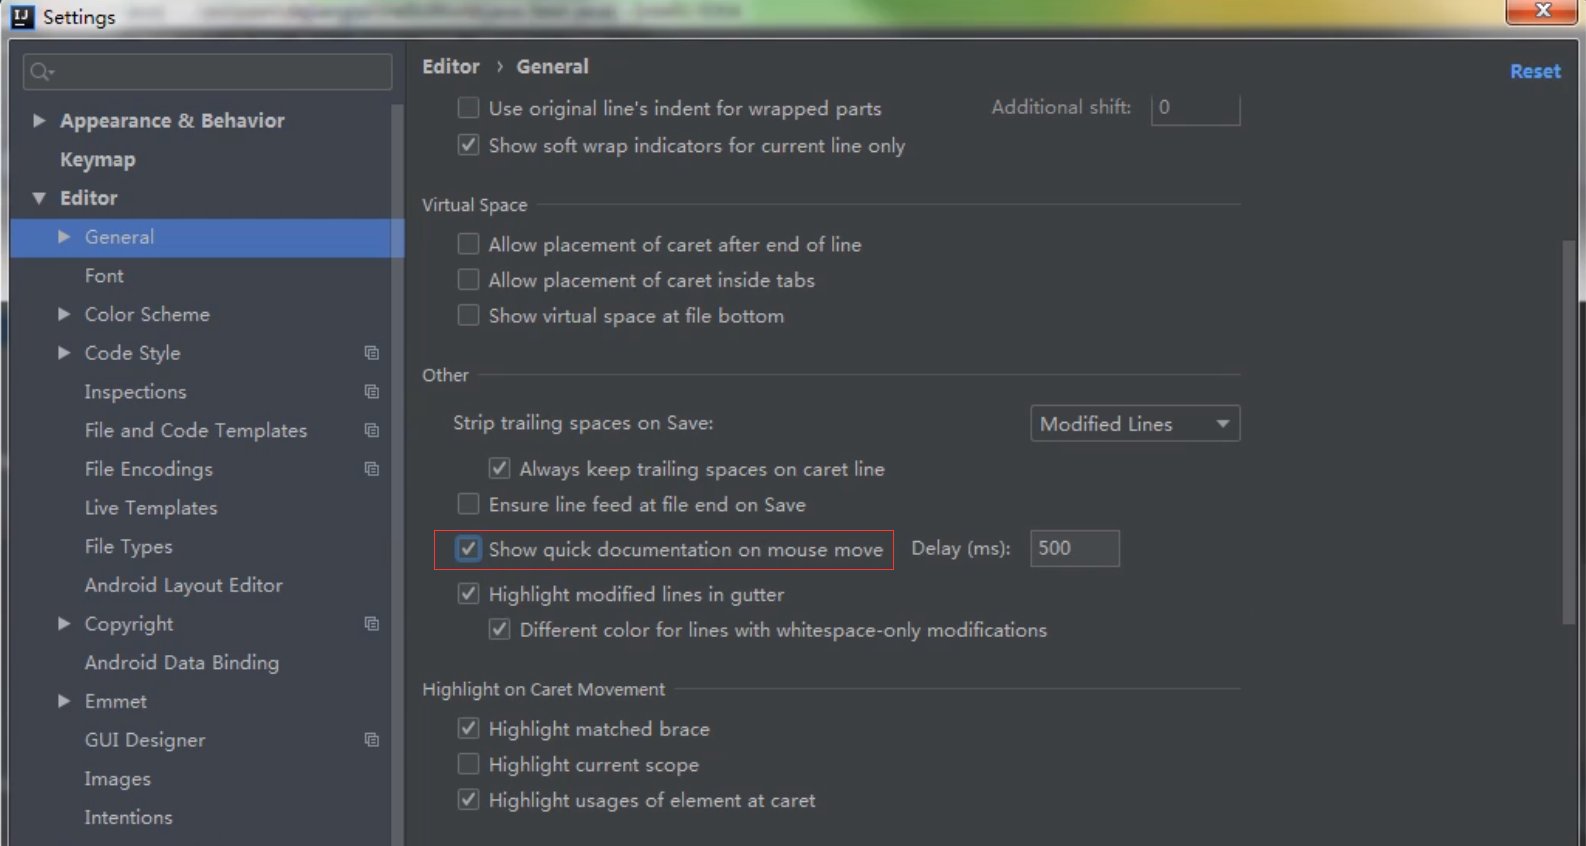 IJ Settings
X
Appearance & Behavior
Keymap
Editor
General
Font
Color Scheme
Code Style
Inspections
File and Code Templates
File Encodings
Live Templates
File Types
Android Layout Editor
Copyright
Android Data Binding
Emmet
GUI Designer
Images
Intentions
Editor › General
Reset
Use original line's indent for wrapped parts Additional shift: 0
Show soft wrap indicators for current line only
Virtual Space
Allow placement of caret after end of line
Allow placement of caret inside tabs
Show virtual space at file bottom
Other
Strip trailing spaces on Save: Modified Lines
Always keep trailing spaces on caret line
Ensure line feed at file end on Save
Show quick documentation on mouse move Delay (ms): 500
Highlight modified lines in gutter
Different color for lines with whitespace-only modifications
Highlight on Caret Movement
Highlight matched brace
Highlight current scope
Highlight usages of element at caret